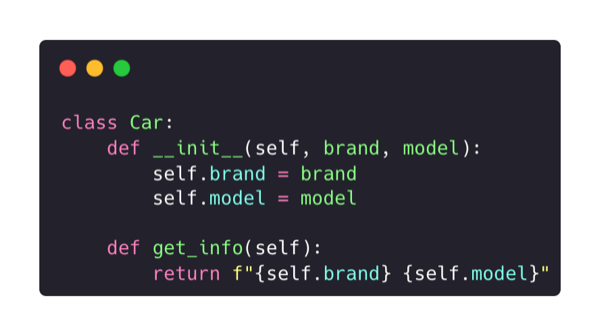 class Car:
    def __init__(self, brand, model):
        self.brand = brand
        self.model = model

    def get_info(self):
        return f"{self.brand} {self.model}"